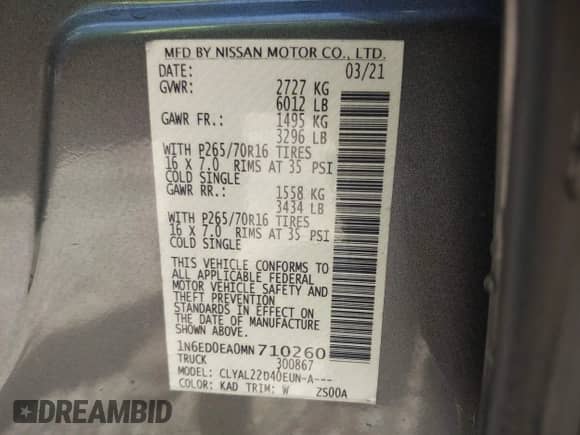 MFD BY NISSAN MOTOR CO., LTD.
DATE: 03/21
GVWR: 2727 KG
6012 LB
GAWR FR.: 1495 KG
3296 LB
WITH P265/70R16 TIRES
16 X 7.0 RIMS AT 35 PSI
COLD SINGLE
GAWR RR.: 1558 KG
3434 LB
WITH P265/70R16 TIRES
16 X 7.0 RIMS AT 35 PSI
COLD SINGLE
THIS VEHICLE CONFORMS TO
ALL APPLICABLE FEDERAL
MOTOR VEHICLE SAFETY AND
THEFT PREVENTION
STANDARDS IN EFFECT ON
THE DATE OF MANUFACTURE
SHOWN ABOVE.
1N6ED0EA0MN710260
TRUCK 300867
MODEL: CLYAL22D40EUN-A---
COLOR: KAD TRIM: W ZS00A
DREAMBID